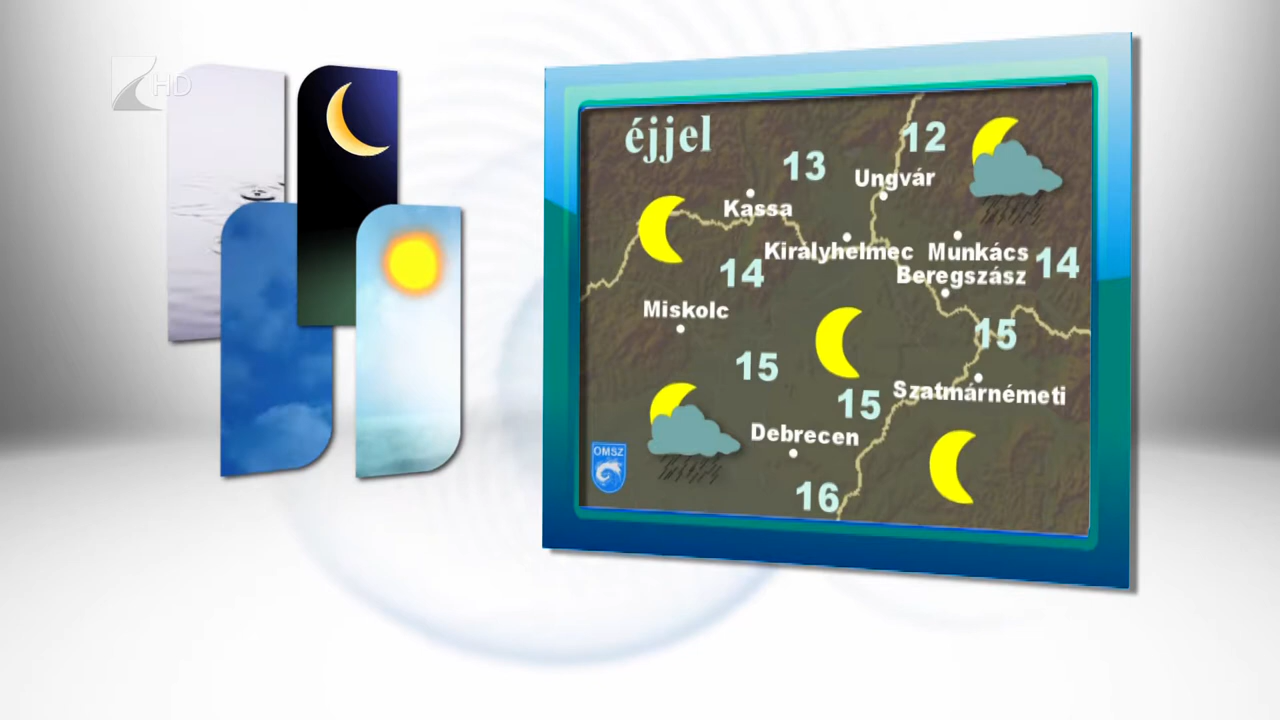 HD
éjjel
12
13
Ungvár
Kassa
Királyhelmec
Munkács
14
14
Beregszász
Miskolc
15
15
Szatmárnémeti
15
Debrecen
OMSZ
16